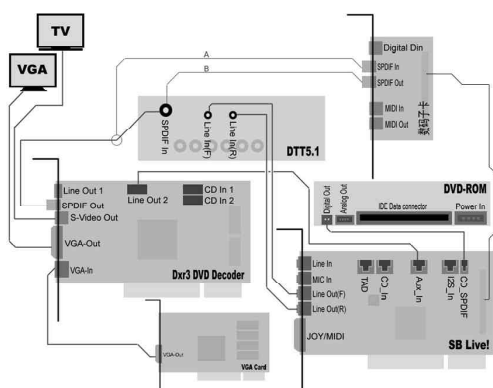 TV
VGA
A
B
Digital Din
SPDIF In
SPDIF Out
MIDI In
MIDI Out
数码子卡
SPDIF In
Line In(F)
Line In(R)
DTT5.1
Line Out 1
SPDIF Out
S-Video Out
VGA-Out
VGA-In
Line Out 2
CD In 1
CD In 2
Dxr3 DVD Decoder
DVD-ROM
Digital Out
Analog Out
IDC Data connector
Power In
Line In
MIC In
Line Out(F)
Line Out(R)
JOY/MIDI
TAD
CD_In
Aux_In
I2S_In
CD_SPDIF
SB Live!
VGA-Out
VGA Card